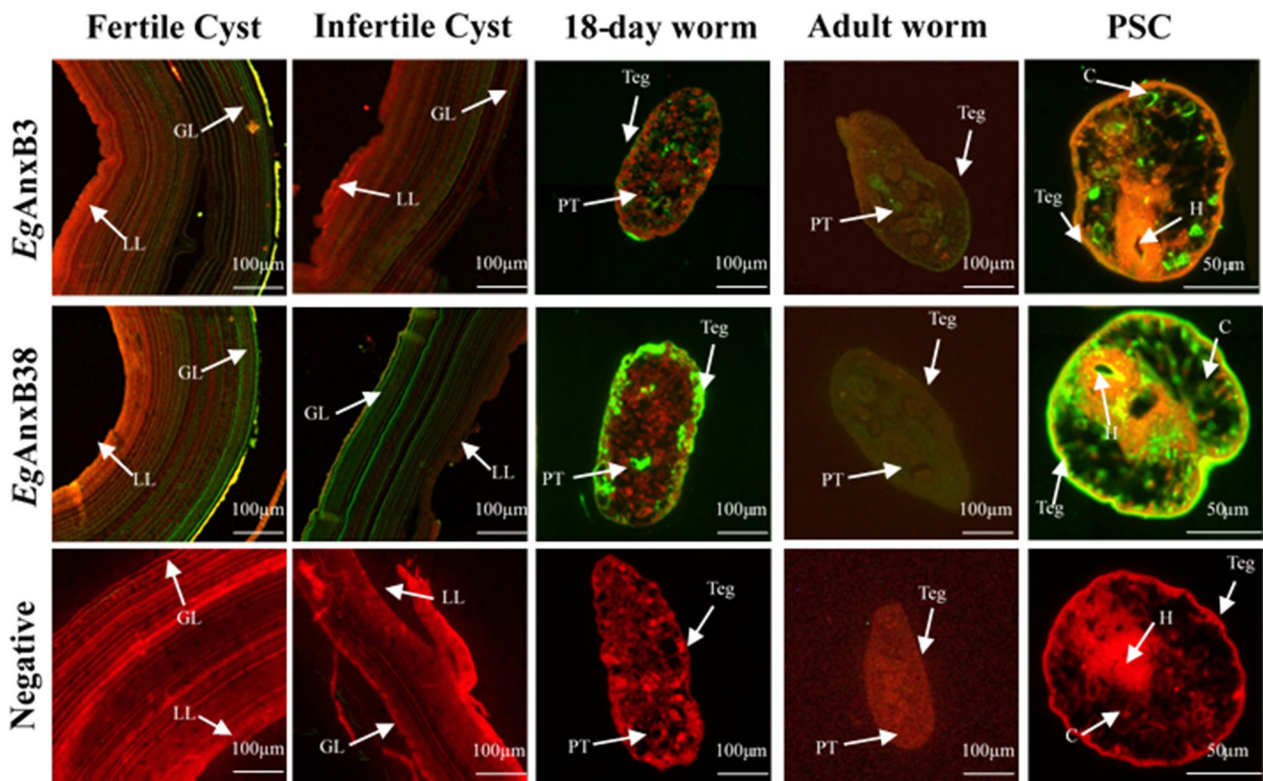 Fertile Cyst Infertile Cyst 18-day worm Adult worm PSC
EgAnxB3
GL
LL
100μm
GL
LL
100μm
Teg
PT
100μm
Teg
PT
100μm
C
Teg
H
50μm
EgAnxB38
GL
LL
100μm
GL
LL
100μm
Teg
PT
100μm
Teg
PT
100μm
C
H
Teg
50μm
Negative
GL
LL
100μm
LL
GL
100μm
Teg
PT
100μm
Teg
PT
100μm
Teg
H
C
50μm